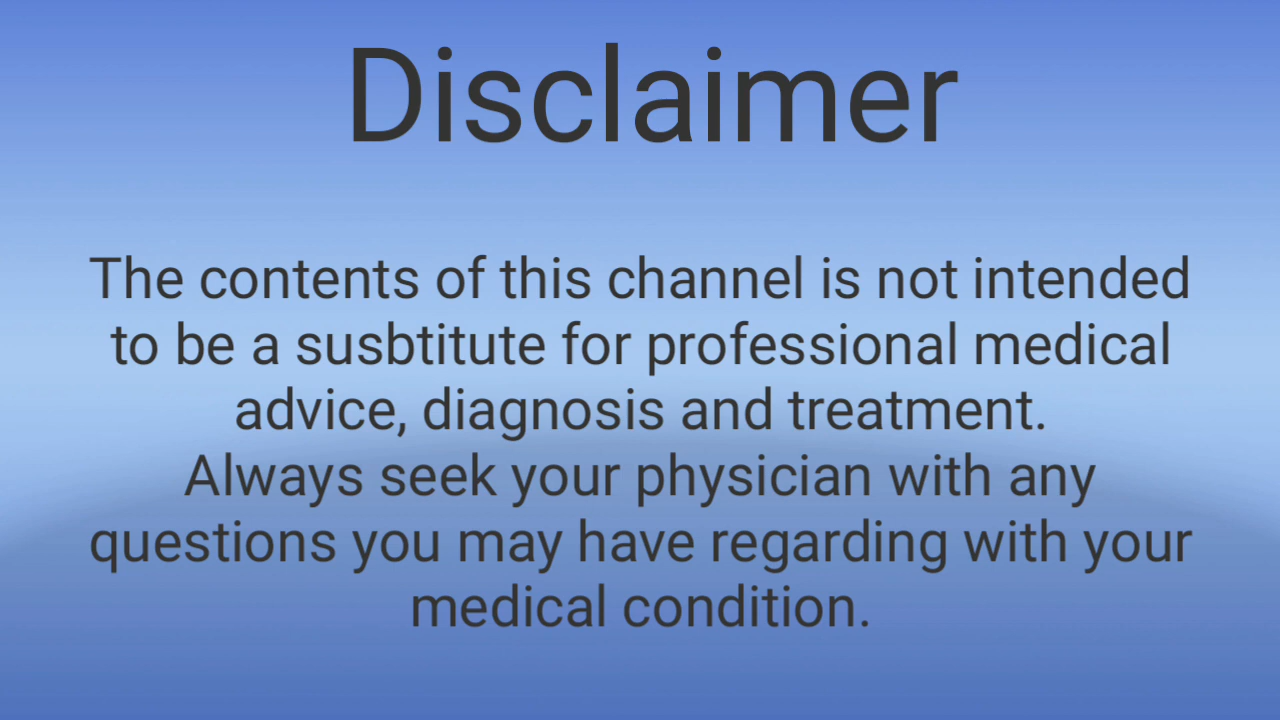 Disclaimer
The contents of this channel is not intended
to be a susbtitute for professional medical
advice, diagnosis and treatment.
Always seek your physician with any
questions you may have regarding with your
medical condition.